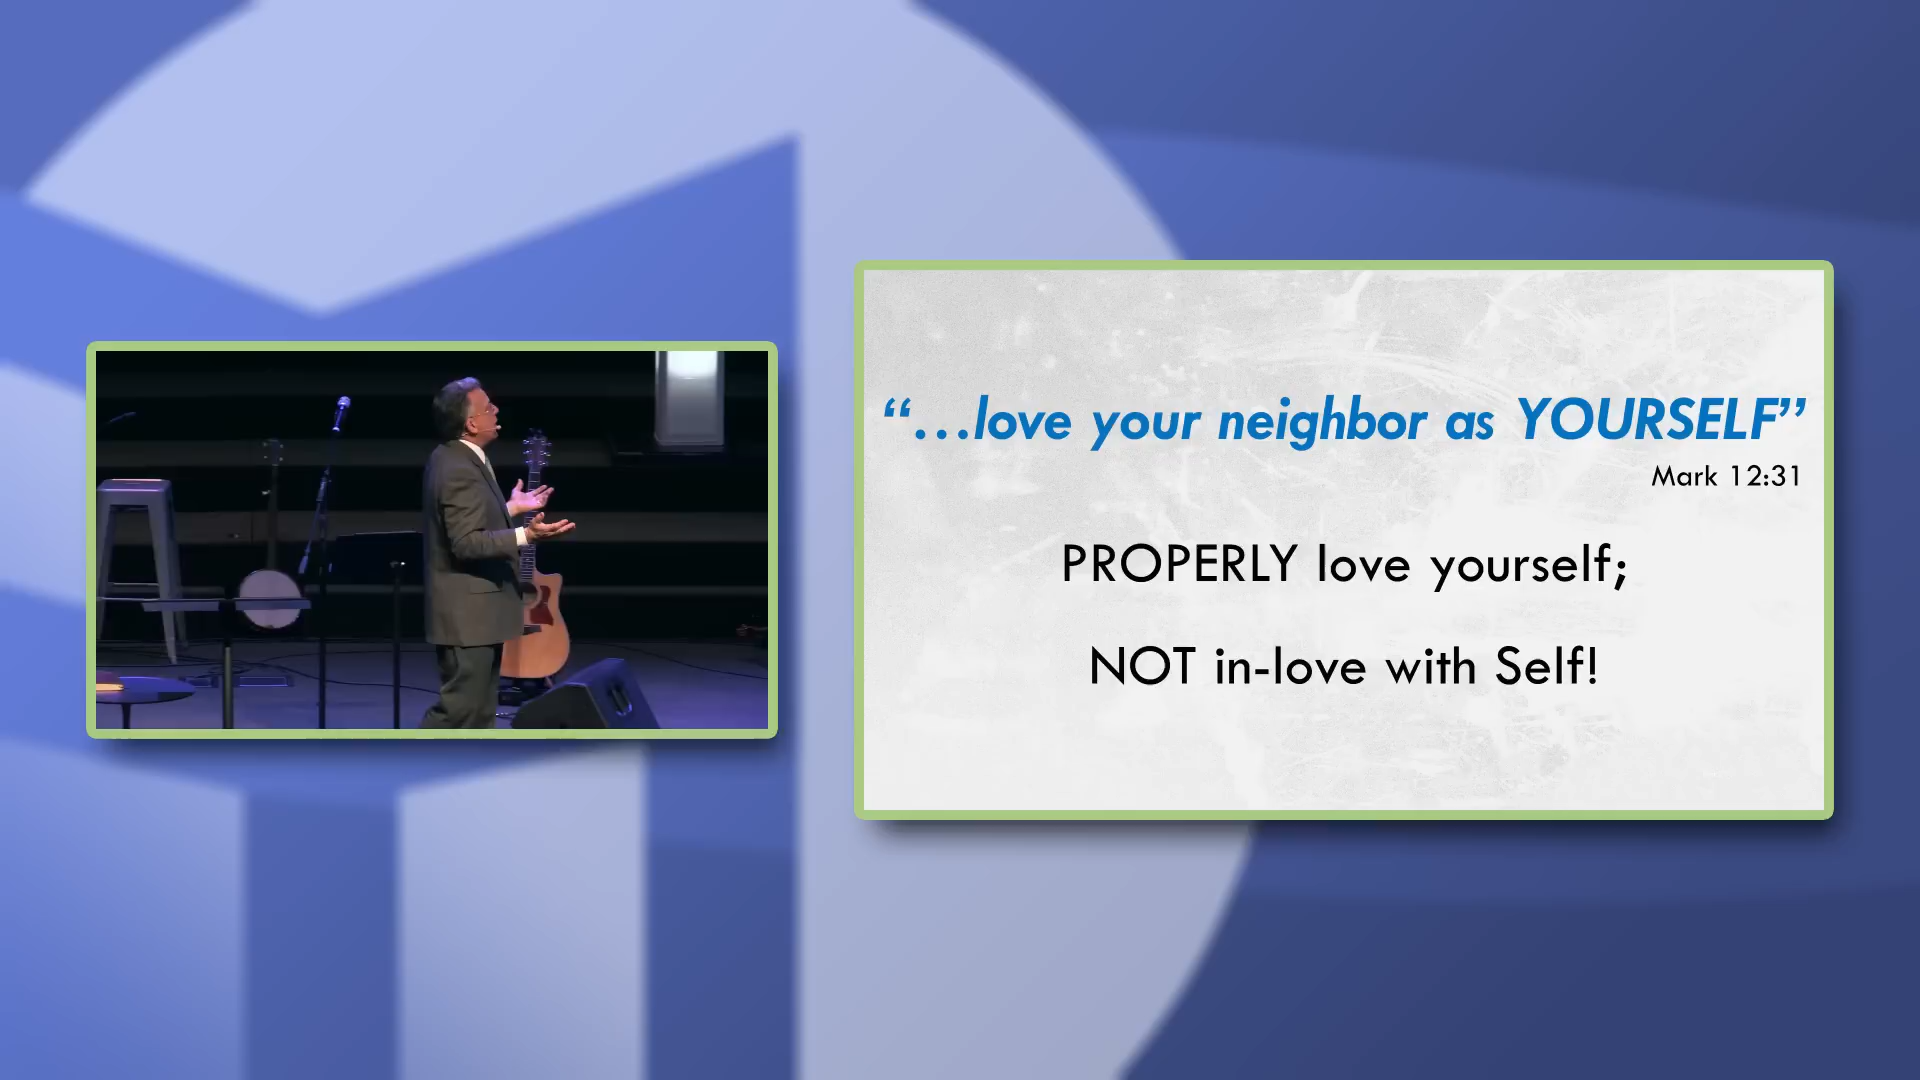 “...love your neighbor as YOURSELF”
Mark 12:31
PROPERLY love yourself;
NOT in-love with Self!